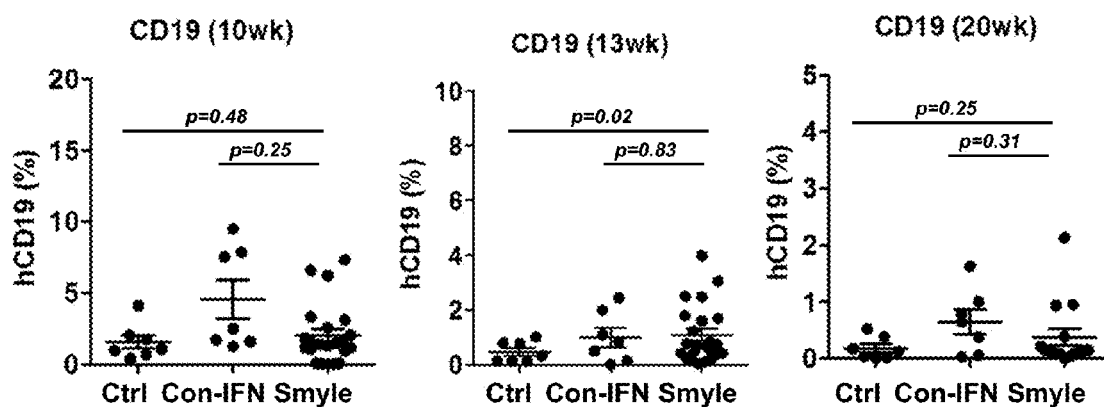 CD19 (10wk)
20
15
10
5
0
hCD19 (%)
p=0.48
p=0.25
Ctrl Con-IFN Smyle
CD19 (13wk)
10
8
6
4
2
0
hCD19 (%)
p=0.02
p=0.83
Ctrl Con-IFN Smyle
CD19 (20wk)
5
4
3
2
1
0
hCD19 (%)
p=0.25
p=0.31
Ctrl Con-IFN Smyle